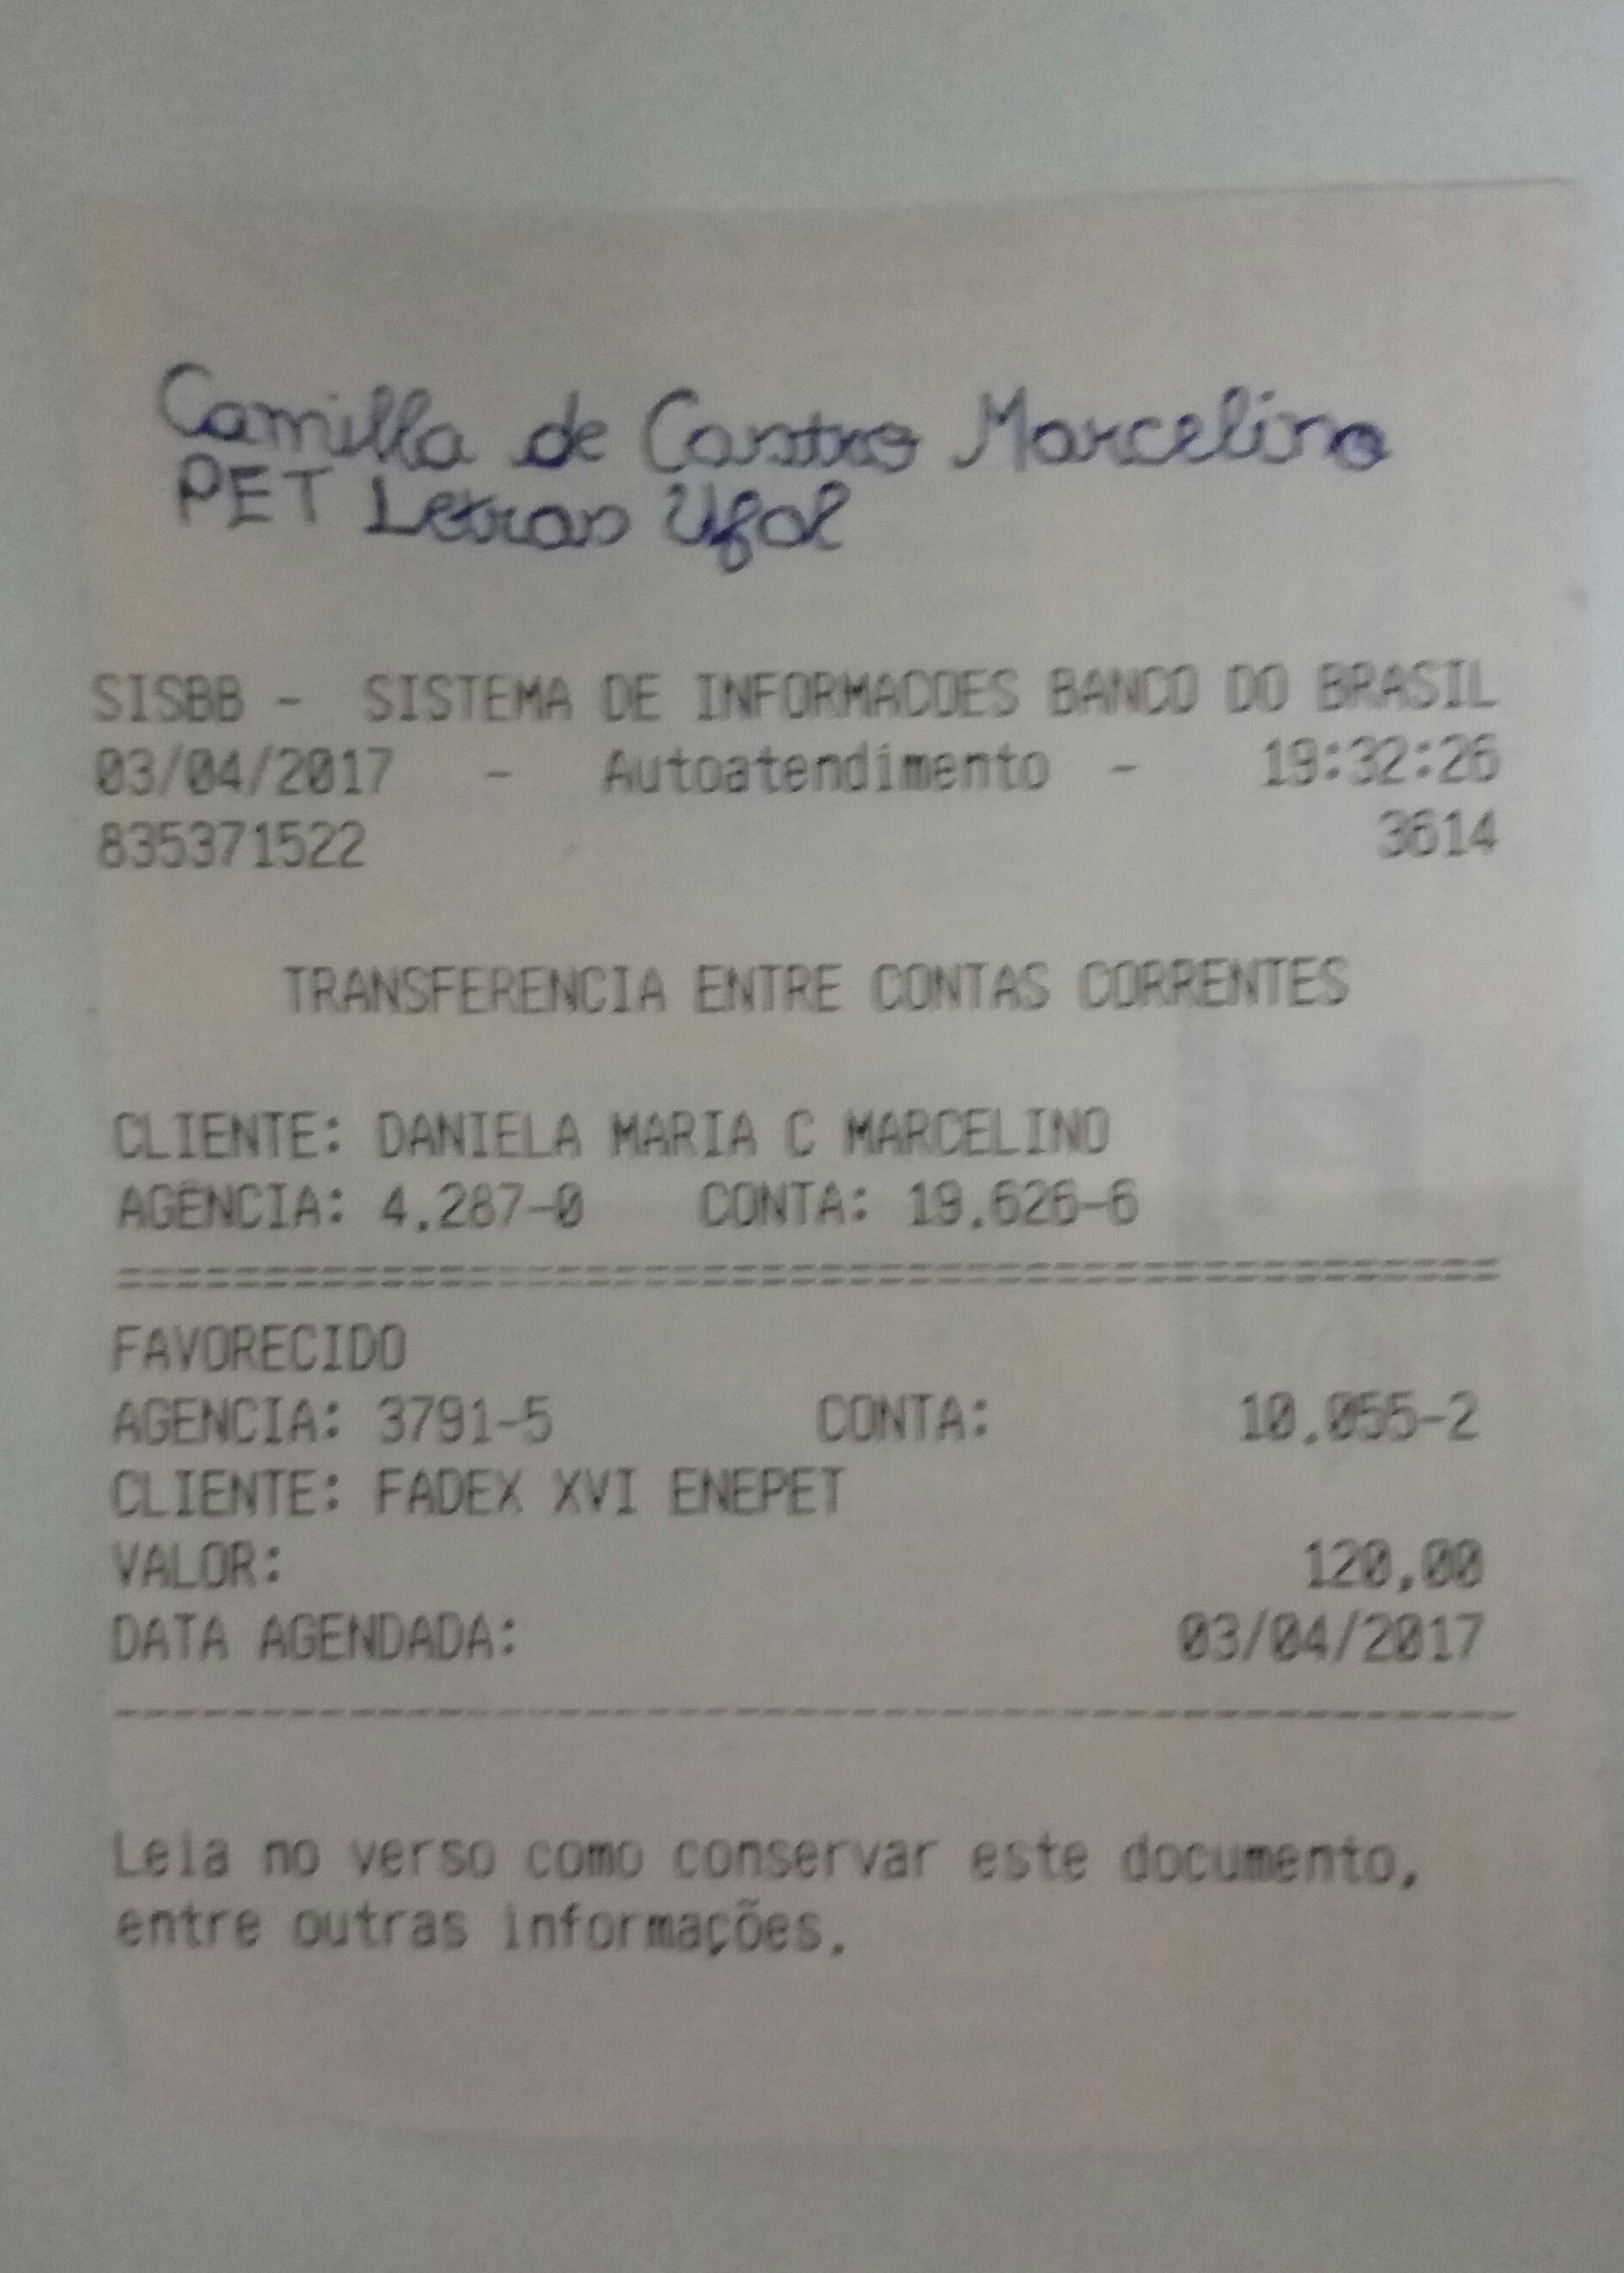 Camilla de Castro Marcelino
PET Letras Ufal
SISBB - SISTEMA DE INFORMACOES BANCO DO BRASIL
03/04/2017 - Autoatendimento - 19:32:26
835371522 3614
TRANSFERENCIA ENTRE CONTAS CORRENTES
CLIENTE: DANIELA MARIA C MARCELINO
AGENCIA: 4.287-0 CONTA: 19.626-6
==============================================
FAVORECIDO
AGENCIA: 3791-5 CONTA: 10.055-2
CLIENTE: FADEX XVI ENEPET
VALOR: 120,00
DATA AGENDADA: 03/04/2017
----------------------------------------------
Leia no verso como conservar este documento,
entre outras informações.